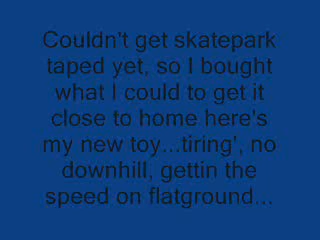 Couldn't get skatepark
taped yet, so I bought
what I could to get it
close to home here's
my new toy...tiring', no
downhill, gettin the
speed on flatground...